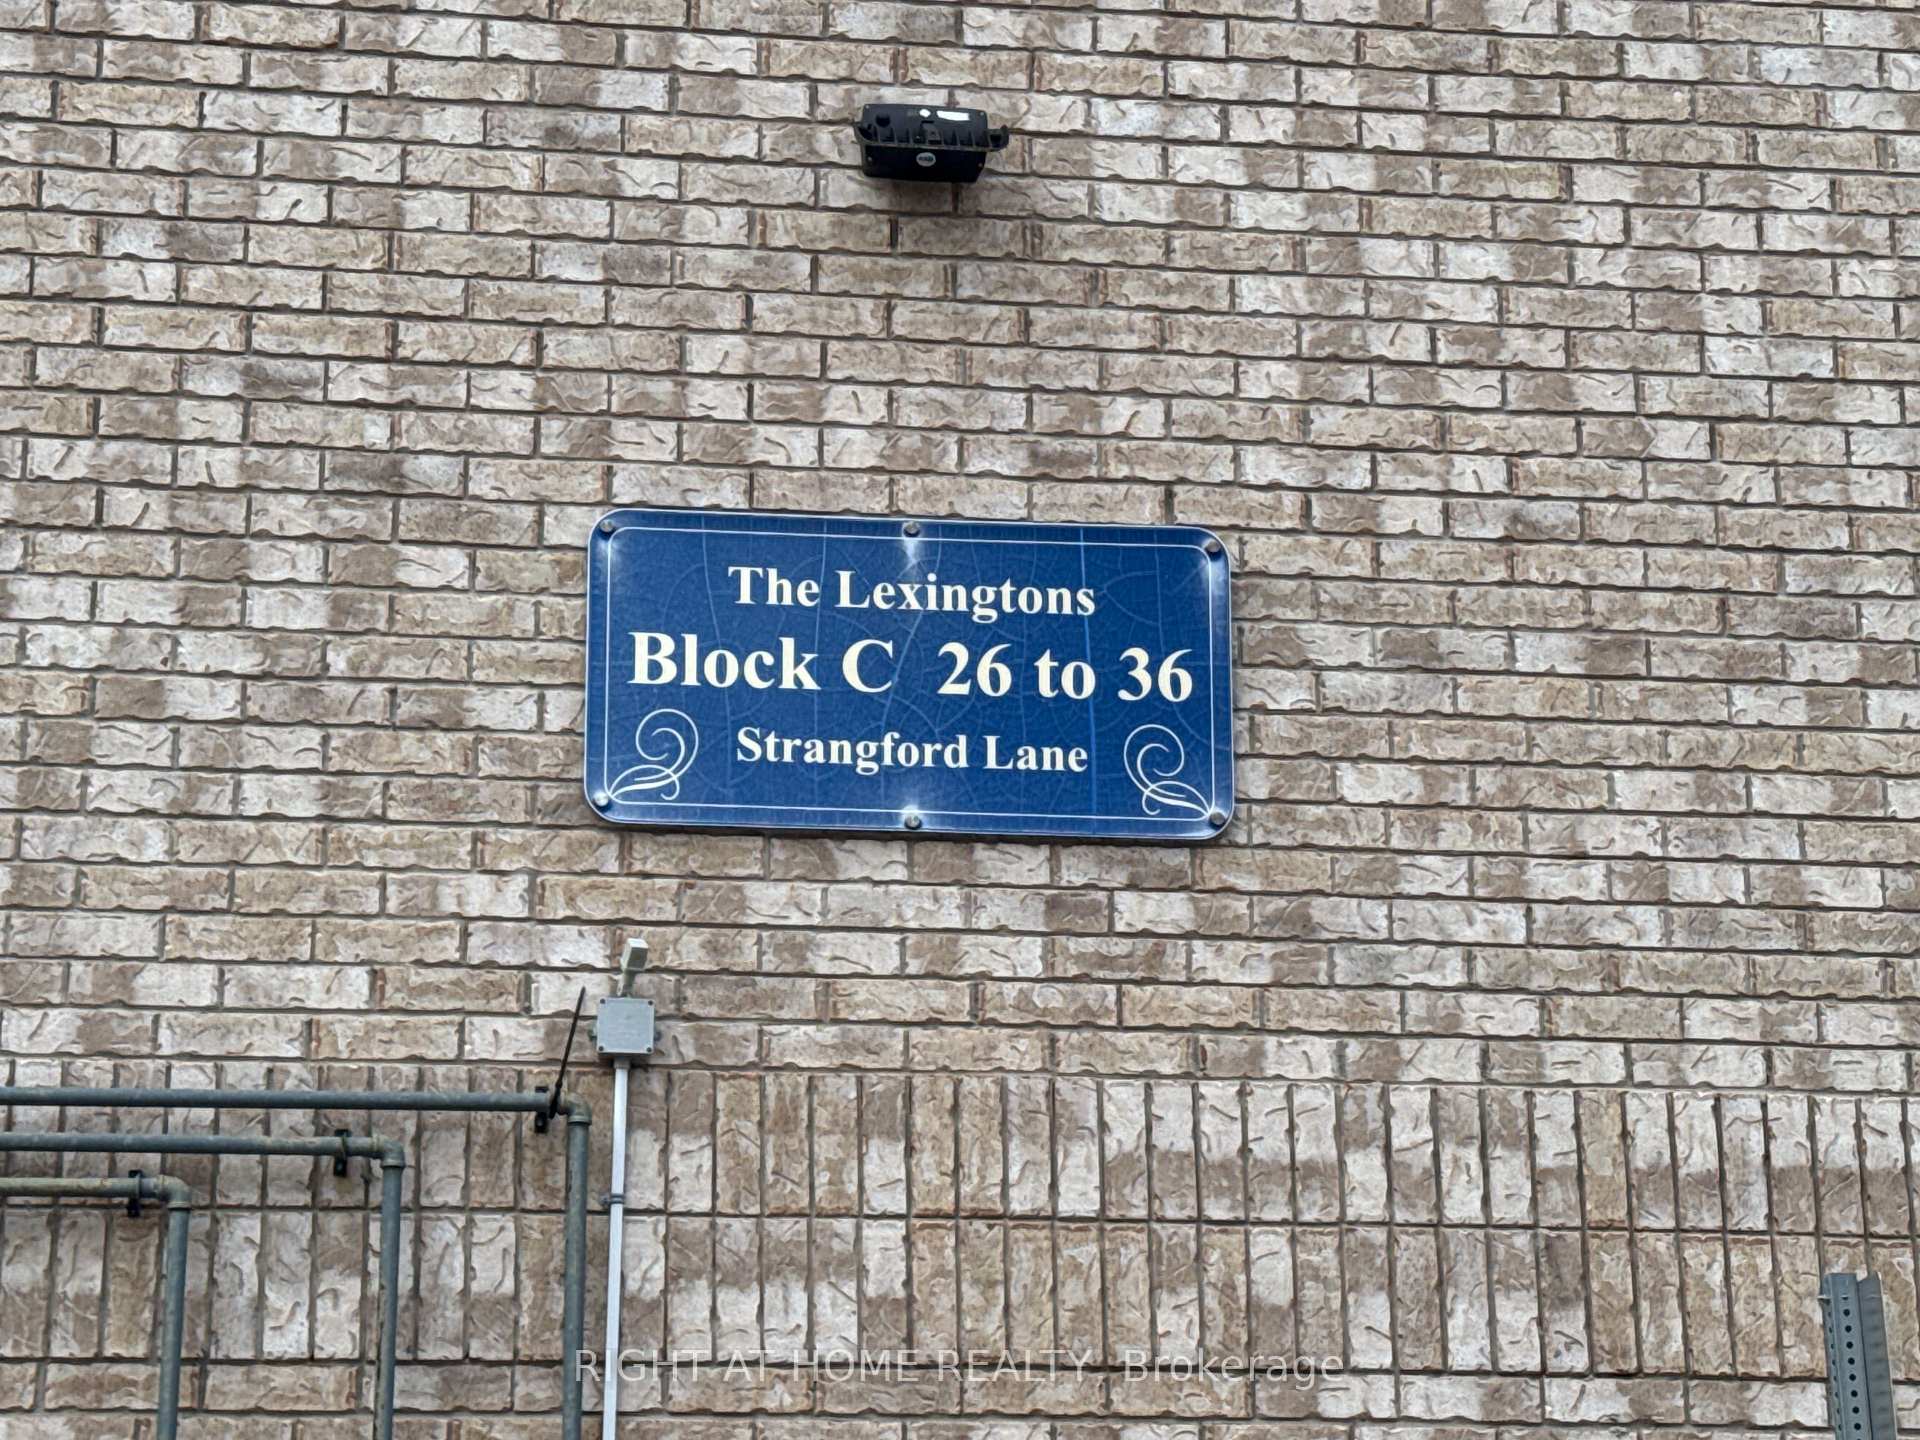 The Lexingtons
Block C 26 to 36
Strangford Lane
RIGHT AT HOME REALTY, Brokerage